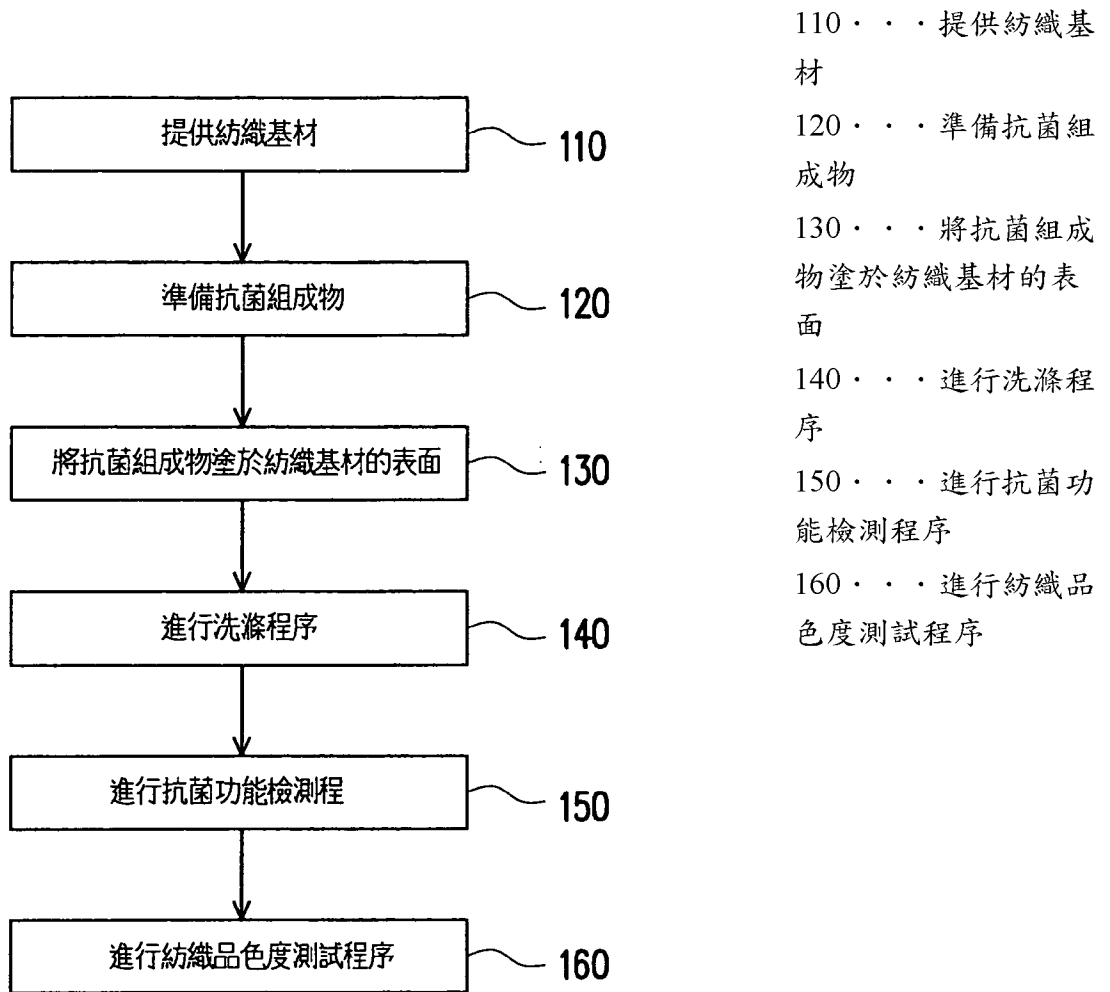 提供紡織基材
110
準備抗菌組成物
120
將抗菌組成物塗於紡織基材的表面
130
進行洗滌程序
140
進行抗菌功能檢測程
150
進行紡織品色度測試程序
160
110‧‧‧提供紡織基
材
120‧‧‧準備抗菌組
成物
130‧‧‧將抗菌組成
物塗於紡織基材的表
面
140‧‧‧進行洗滌程
序
150‧‧‧進行抗菌功
能檢測程序
160‧‧‧進行紡織品
色度測試程序